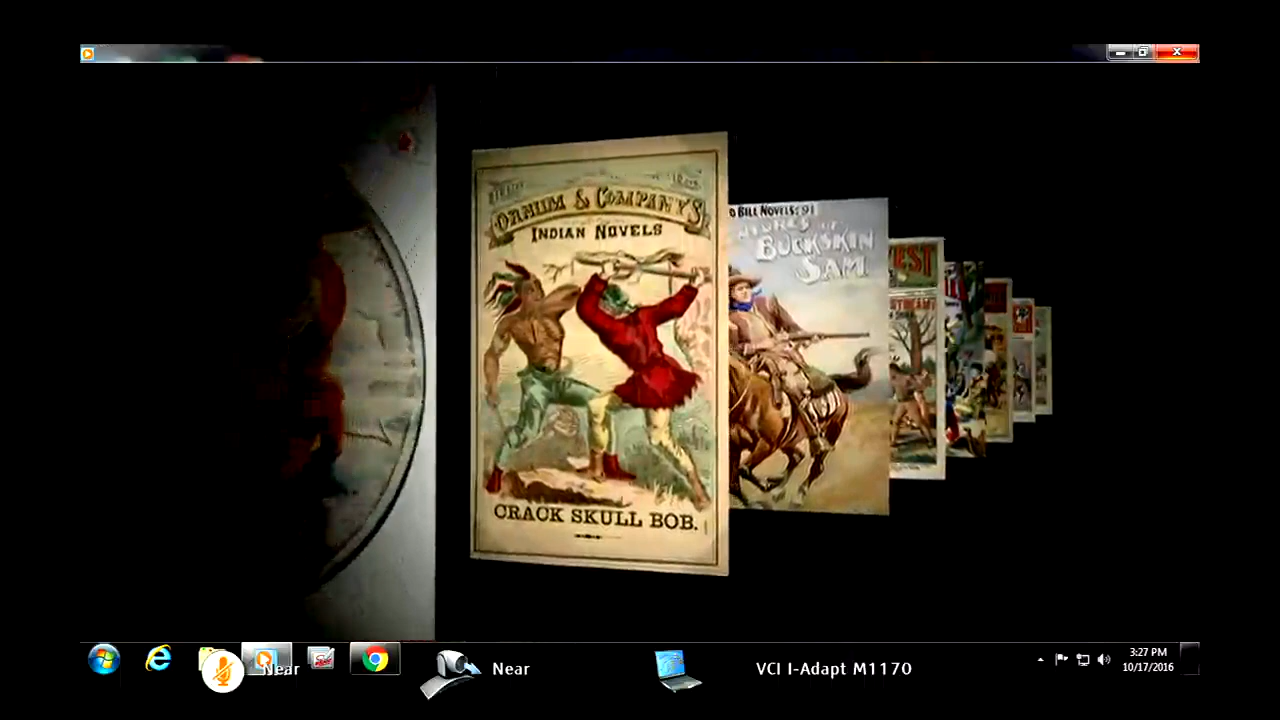 ORNUM & COMPANY'S
INDIAN NOVELS
CRACK SKULL BOB.
O BILL NOVELS: 91
BUCKSKIN
SAM
Near
Near
VCI I-Adapt M1170
3:27 PM
10/17/2016